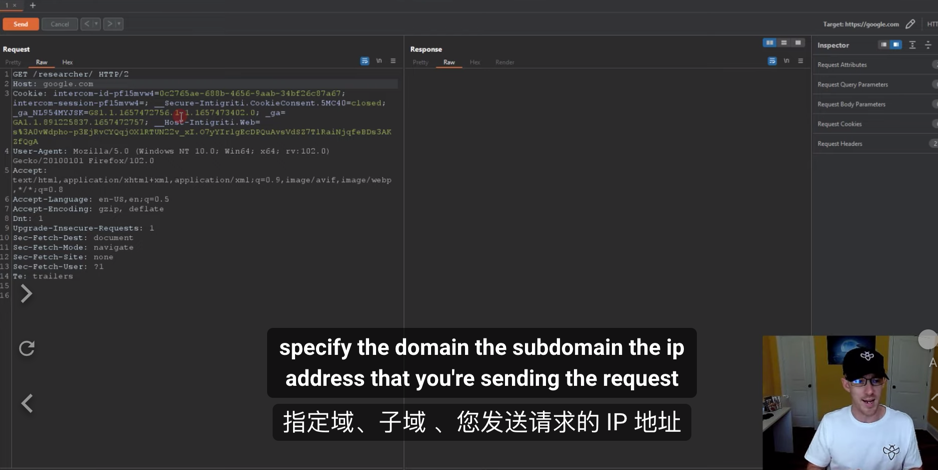 1 × +
Send Cancel < >
Target: https://google.com HTT
Request
Pretty Raw Hex
Response
Pretty Raw Hex Render
Inspector
Request Attributes
Request Query Parameters
Request Body Parameters
Request Cookies
Request Headers
1 GET /researcher/ HTTP/2
2 Host: google.com
3 Cookie: intercom-id-pf15mvw4=0c2765ae-688b-4656-9aab-34bf26c87a67;
intercom-session-pf15mvw4=; __Secure-Intigriti.CookieConsent.5MC40=closed;
_ga_NL954MYJSK=GS1.1.1657472756.1.1.1657473402.0; _ga=
GA1.1.891225837.1657472757; __Host-Intigriti.Web=
4 User-Agent: Mozilla/5.0 (Windows NT 10.0; Win64; x64; rv:102.0)
Gecko/20100101 Firefox/102.0
5 Accept:
text/html,application/xhtml+xml,application/xml;q=0.9,image/avif,image/webp
,*/*;q=0.8
6 Accept-Language: en-US,en;q=0.5
7 Accept-Encoding: gzip, deflate
8 Dnt: 1
9 Upgrade-Insecure-Requests: 1
10 Sec-Fetch-Dest: document
11 Sec-Fetch-Mode: navigate
12 Sec-Fetch-Site: none
13 Sec-Fetch-User: ?1
14 Te: trailers
15
16
specify the domain the subdomain the ip
address that you're sending the request
指定域、子域 、您发送请求的 IP 地址